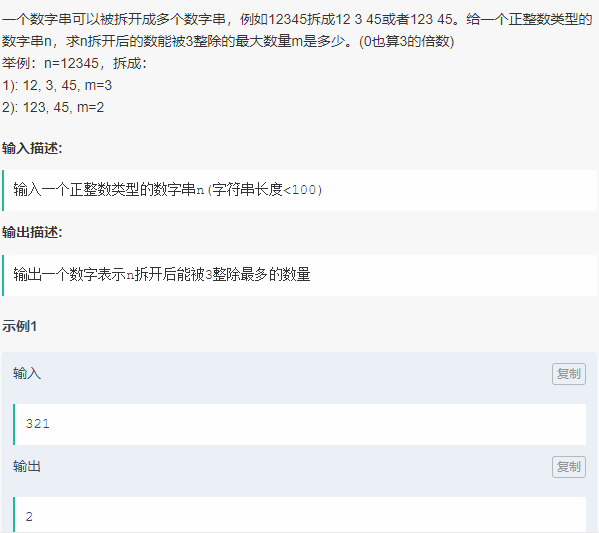 一个数字串可以被拆开成多个数字串，例如12345拆成12 3 45或者123 45。给一个正整数类型的
数字串n，求n拆开后的数能被3整除的最大数量m是多少。(0也算3的倍数)
举例：n=12345，拆成：
1): 12, 3, 45, m=3
2): 123, 45, m=2
输入描述:
输入一个正整数类型的数字串n(字符串长度<100)
输出描述:
输出一个数字表示n拆开后能被3整除最多的数量
示例1
输入
复制
321
输出
复制
2